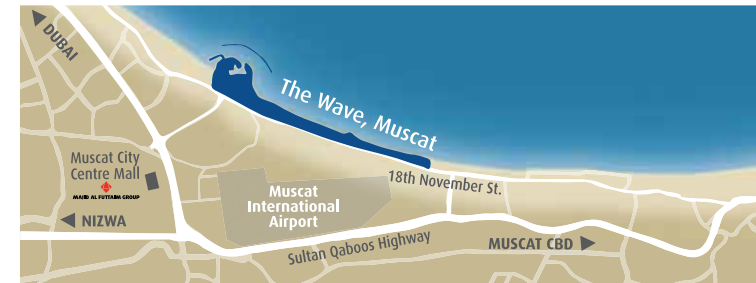 DUBAI
The Wave, Muscat
Muscat City
Centre Mall
MAJID AL FUTTAIM GROUP
18th November St.
Muscat
International
Airport
NIZWA
Sultan Qaboos Highway
MUSCAT CBD